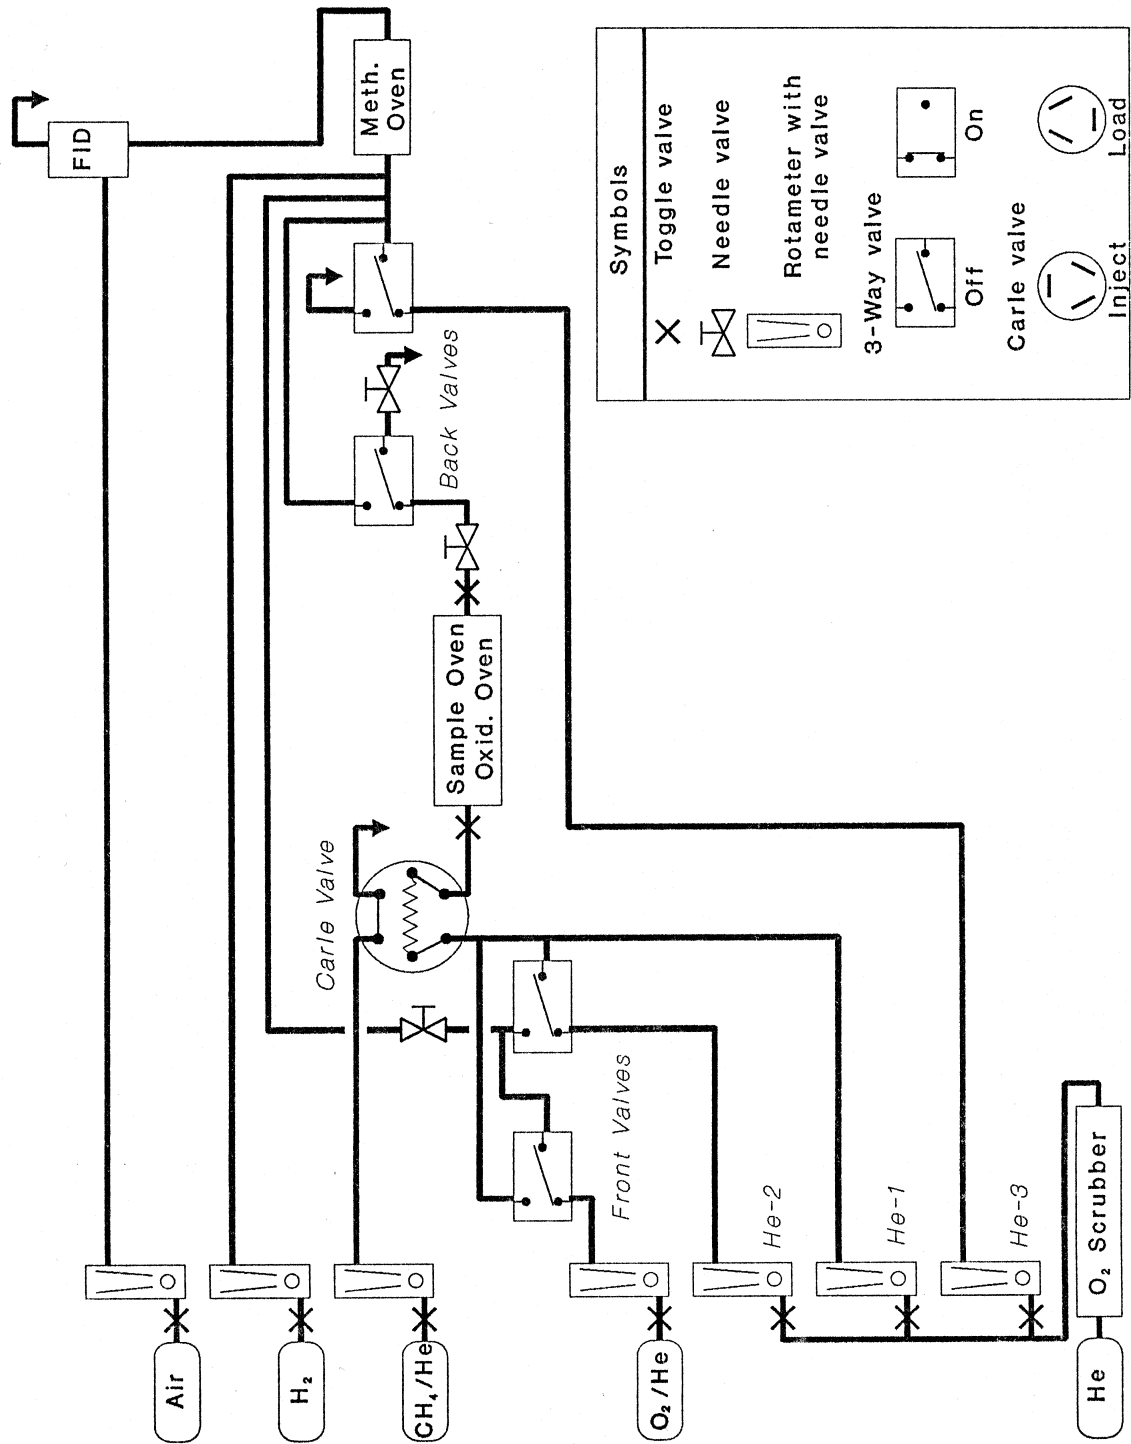 FID
Meth.
Oven
Back Valves
Sample Oven
Oxid. Oven
Carle Valve
Front Valves
He-2
He-1
He-3
Air
H₂
CH₄/He
O₂/He
He
O₂ Scrubber
Symbols
Toggle valve
Needle valve
Rotameter with
needle valve
3-Way valve
Off
On
Carle valve
Inject
Load